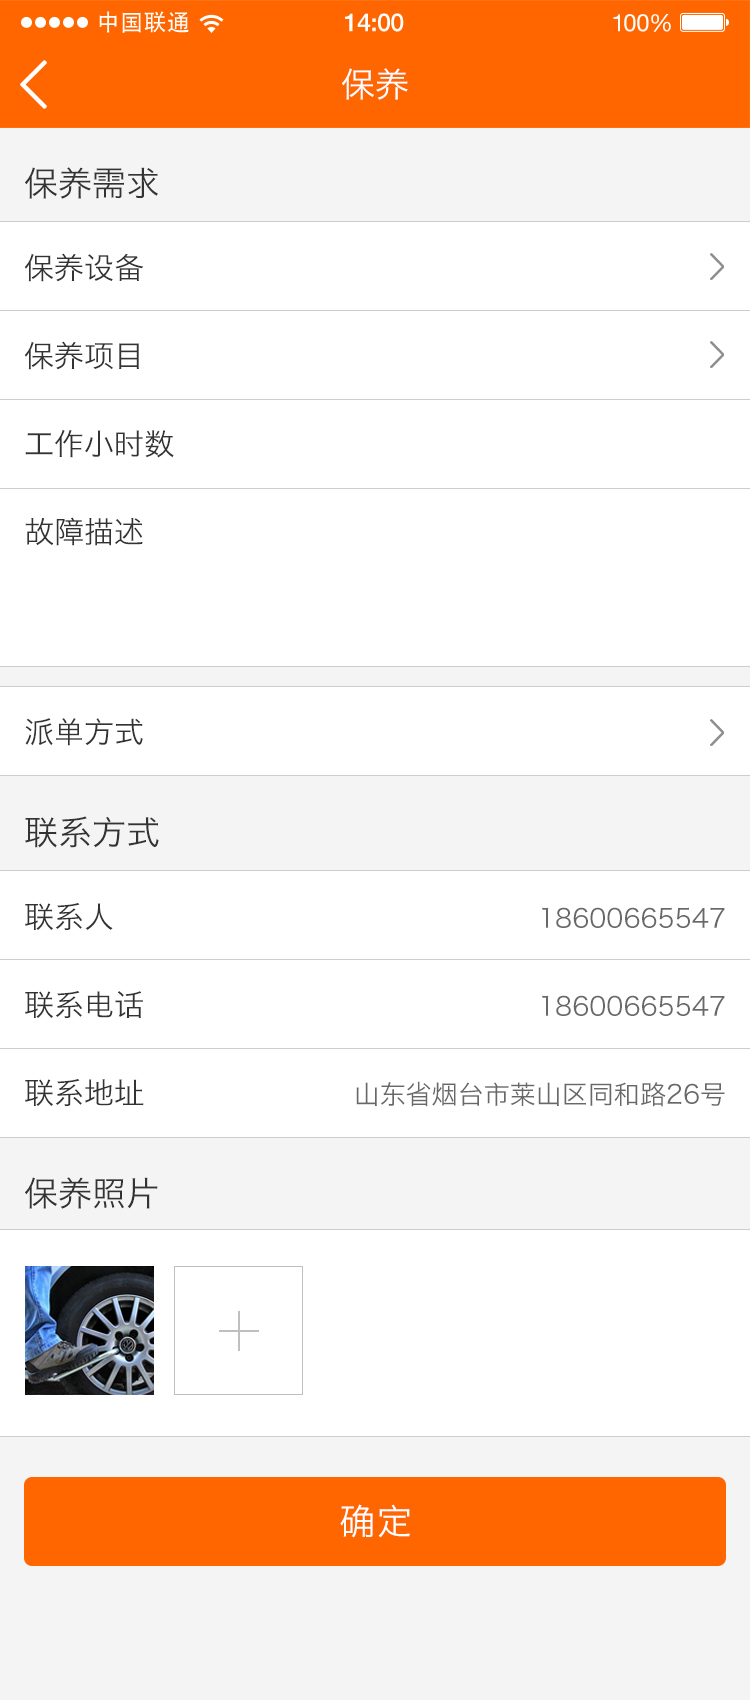 中国联通 14:00 100%
保养
保养需求
保养设备
保养项目
工作小时数
故障描述
派单方式
联系方式
联系人 18600665547
联系电话 18600665547
联系地址 山东省烟台市莱山区同和路26号
保养照片
确定